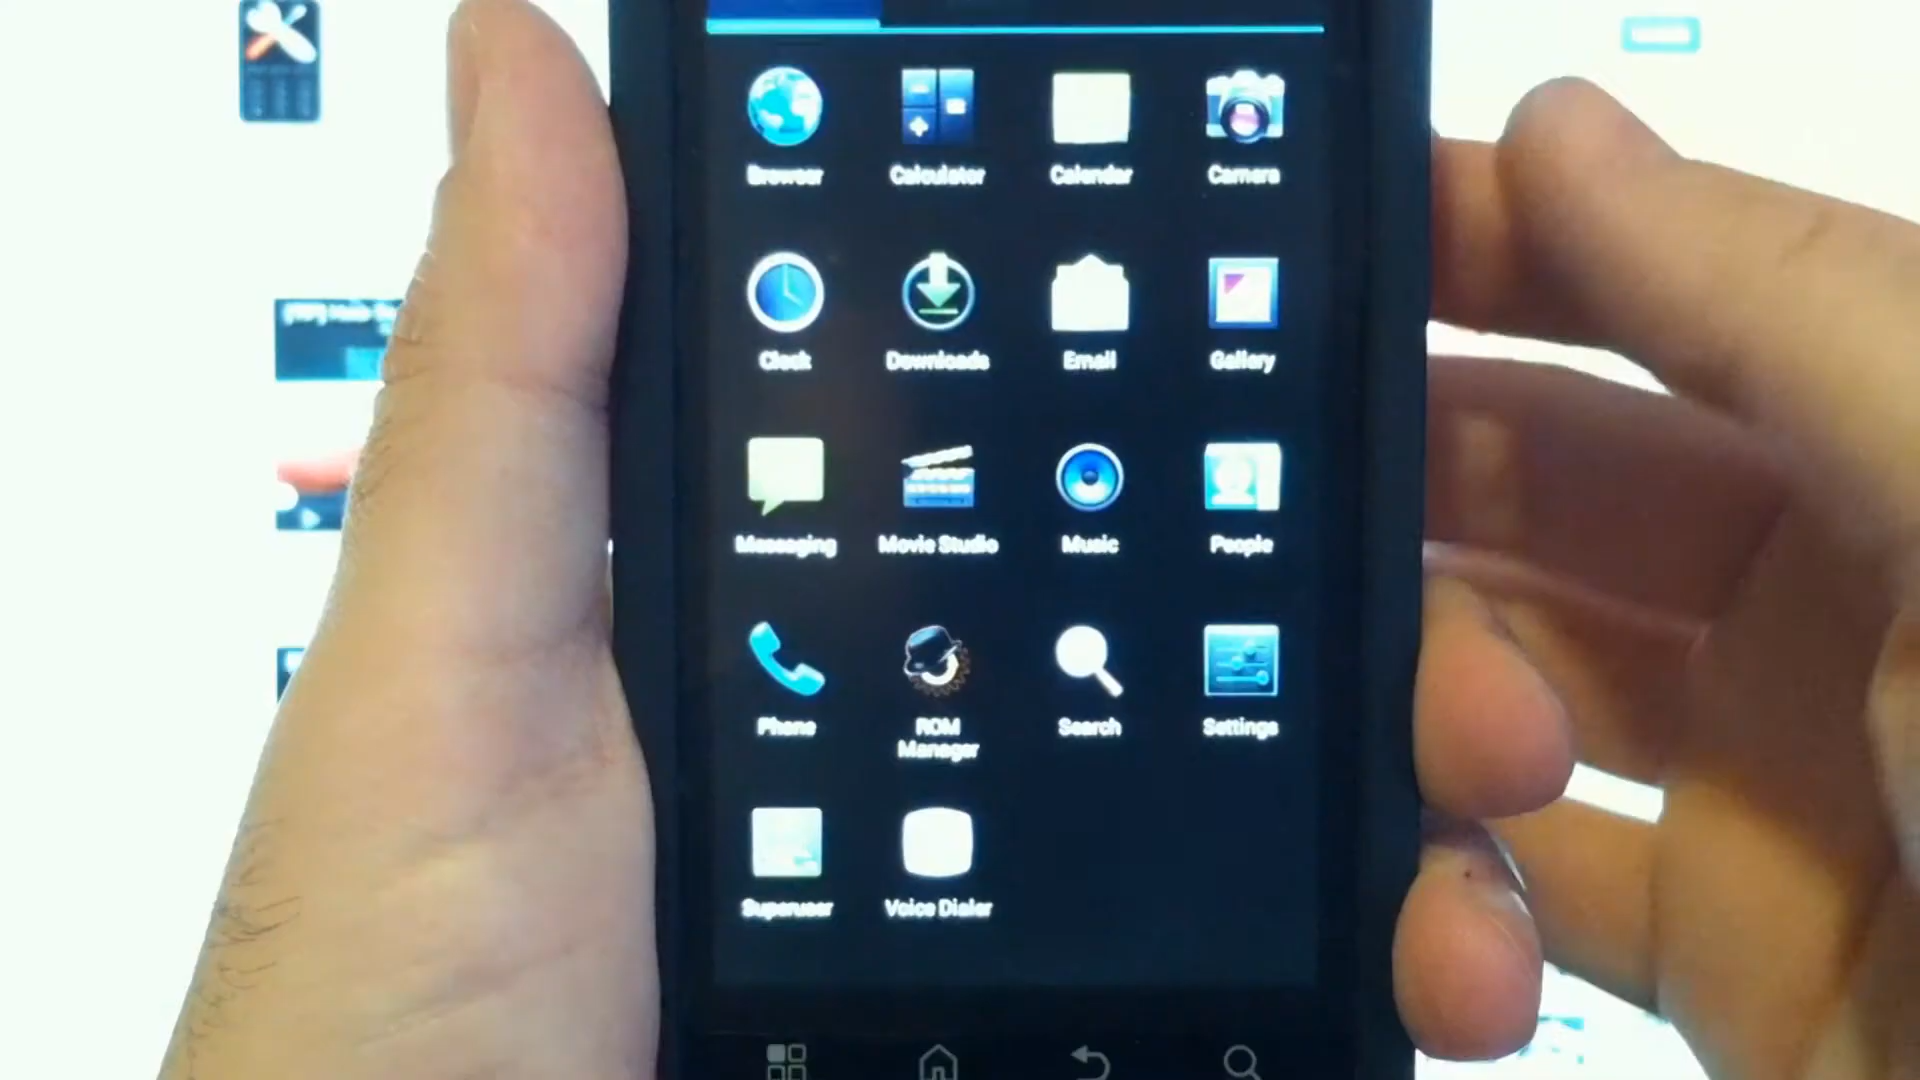 Browser Calculator Calendar Camera
Clock Downloads Email Gallery
Messaging Movie Studio Music People
Phone ROM Manager Search Settings
Superuser Voice Dialer